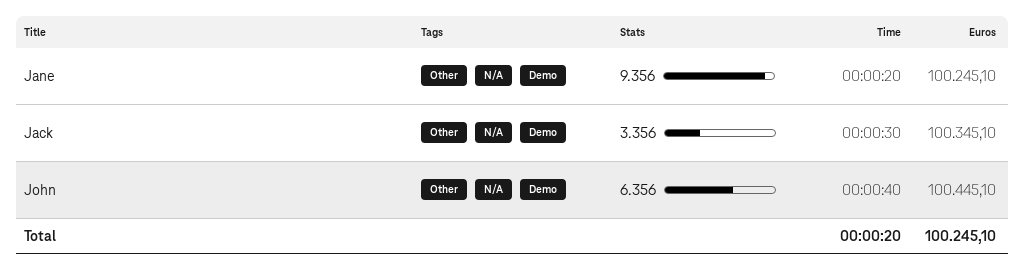 Title Tags Stats Time Euros
Jane Other N/A Demo 9.356 00:00:20 100.245,10
Jack Other N/A Demo 3.356 00:00:30 100.345,10
John Other N/A Demo 6.356 00:00:40 100.445,10
Total 00:00:20 100.245,10